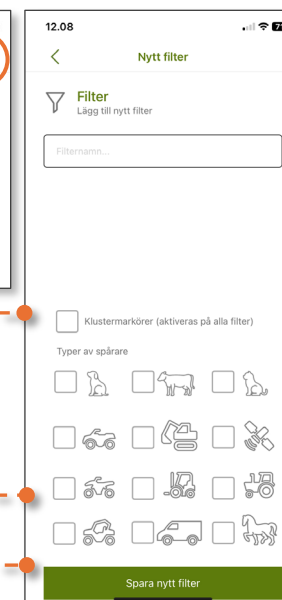 12.08
Nytt filter
Filter
Lägg till nytt filter
Filternamn...
Klustermarkörer (aktiveras på alla filter)
Typer av spårare
Spara nytt filter